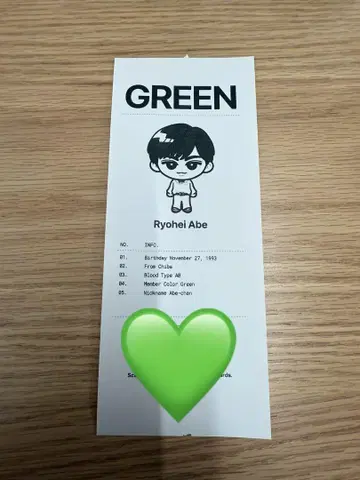 GREEN
Ryohei Abe
NO. INFO.
01. Birthday November 27, 1993
02. From Chiba
03. Blood Type AB
04. Member Color Green
05. Nickname Abe-chan